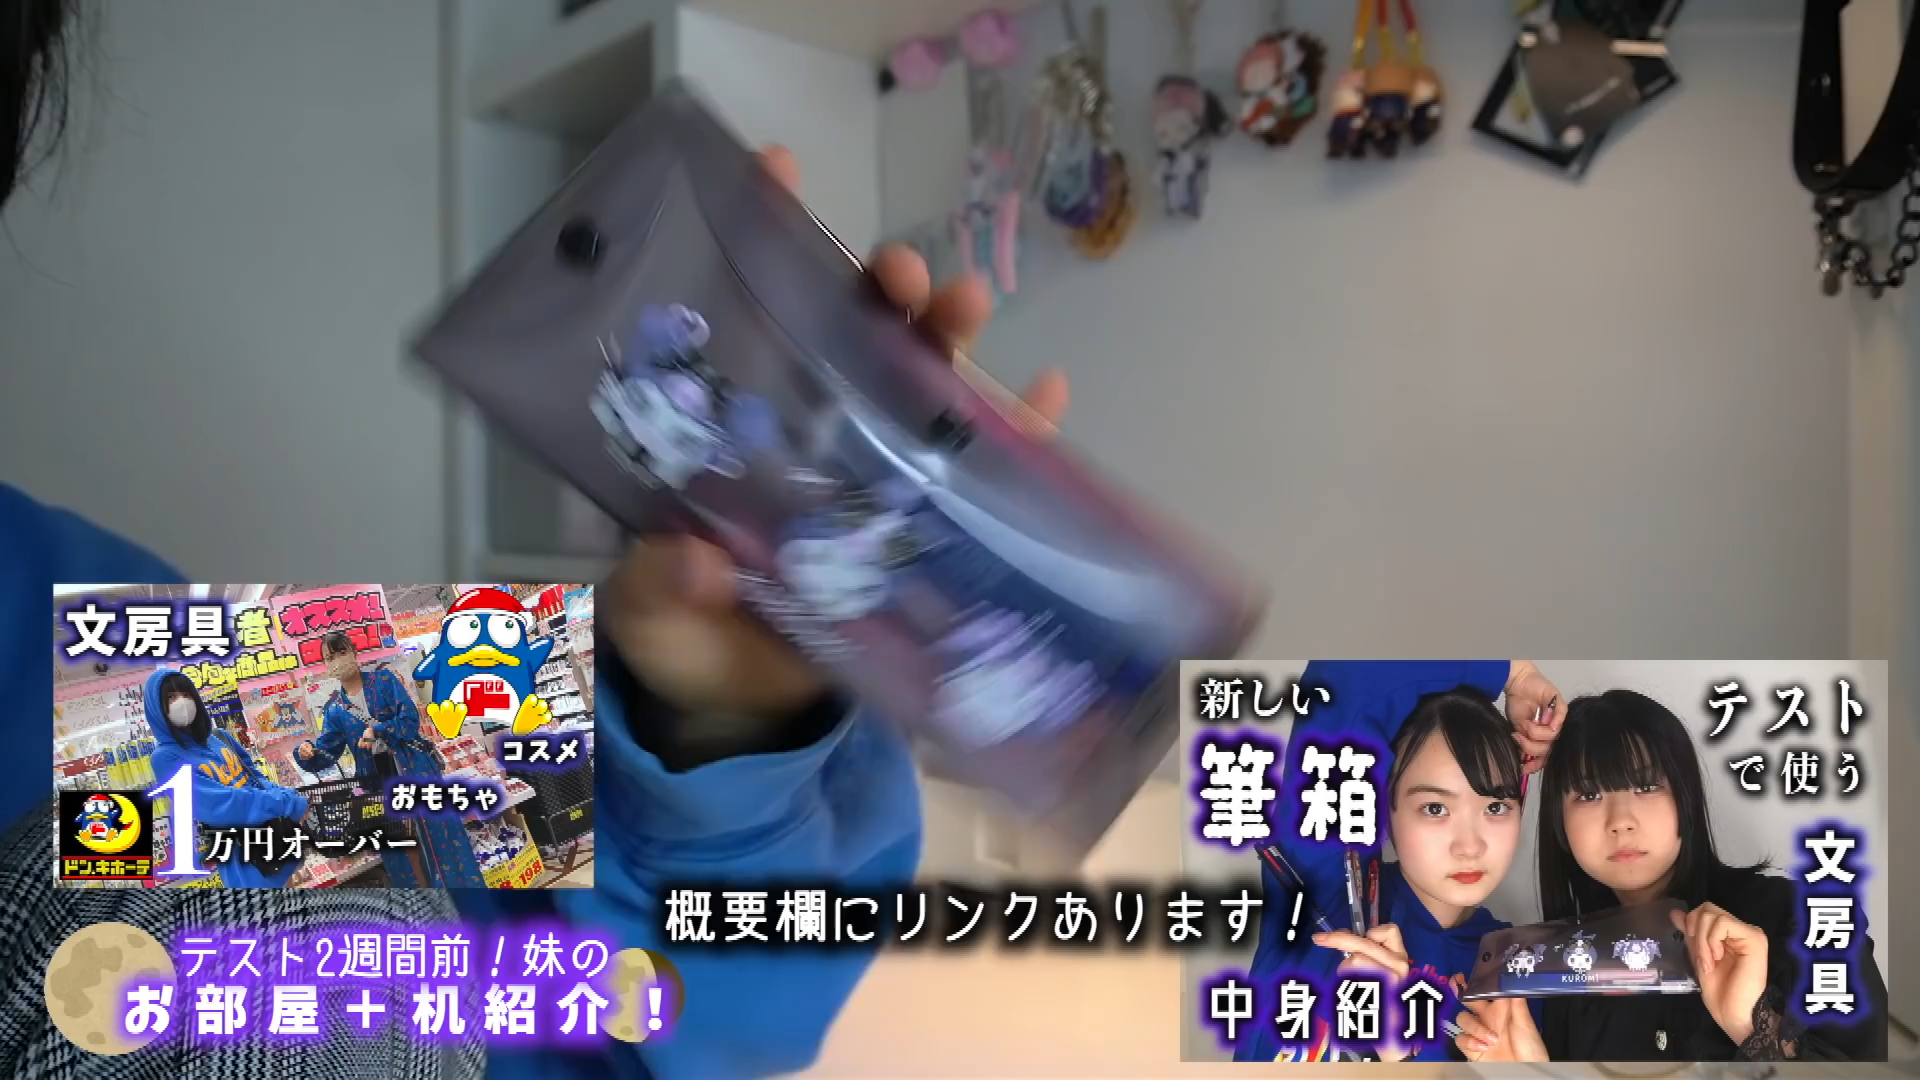 文房具
オススメ!
コスメ
おもちゃ
ド
ドン.キホーテ
1万円オーバー
198
テスト2週間前!妹の
お部屋+机紹介!
概要欄にリンクあります!
新しい
筆箱
中身紹介
テスト
で使う
文房具
KUROMI